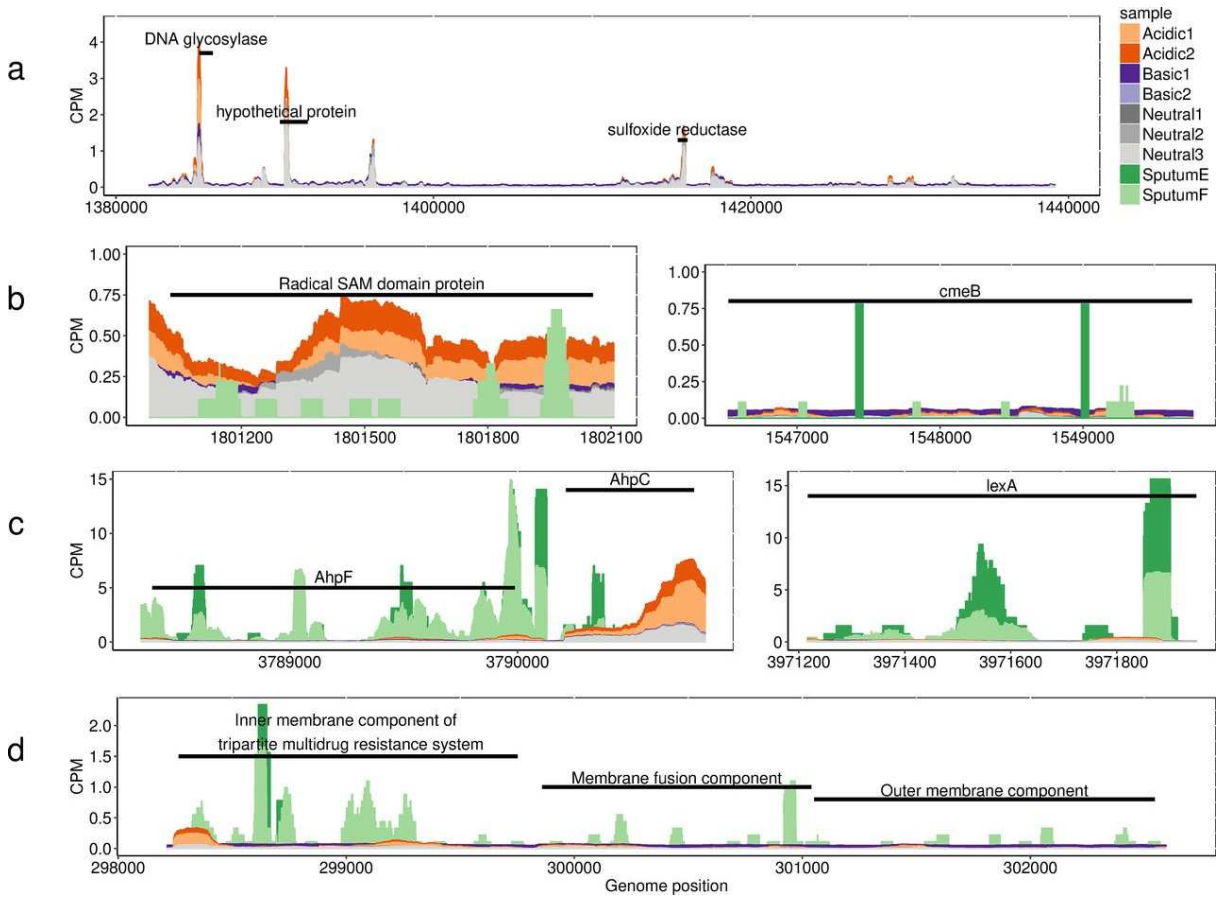 a
CPM
4
3
2
1
0
DNA glycosylase
hypothetical protein
sulfoxide reductase
1380000 1400000 1420000 1440000
sample
Acidic1
Acidic2
Basic1
Basic2
Neutral1
Neutral2
Neutral3
SputumE
SputumF
b
CPM
1.00
0.75
0.50
0.25
0.00
Radical SAM domain protein
1801200 1801500 1801800 1802100
1.00
0.75
0.50
0.25
0.00
cmeB
1547000 1548000 1549000
c
CPM
15
10
5
0
AhpF
AhpC
3789000 3790000
15
10
5
0
lexA
3971200 3971400 3971600 3971800
d
CPM
2.0
1.5
1.0
0.5
0.0
Inner membrane component of
tripartite multidrug resistance system
Membrane fusion component
Outer membrane component
298000 299000 300000 301000 302000
Genome position